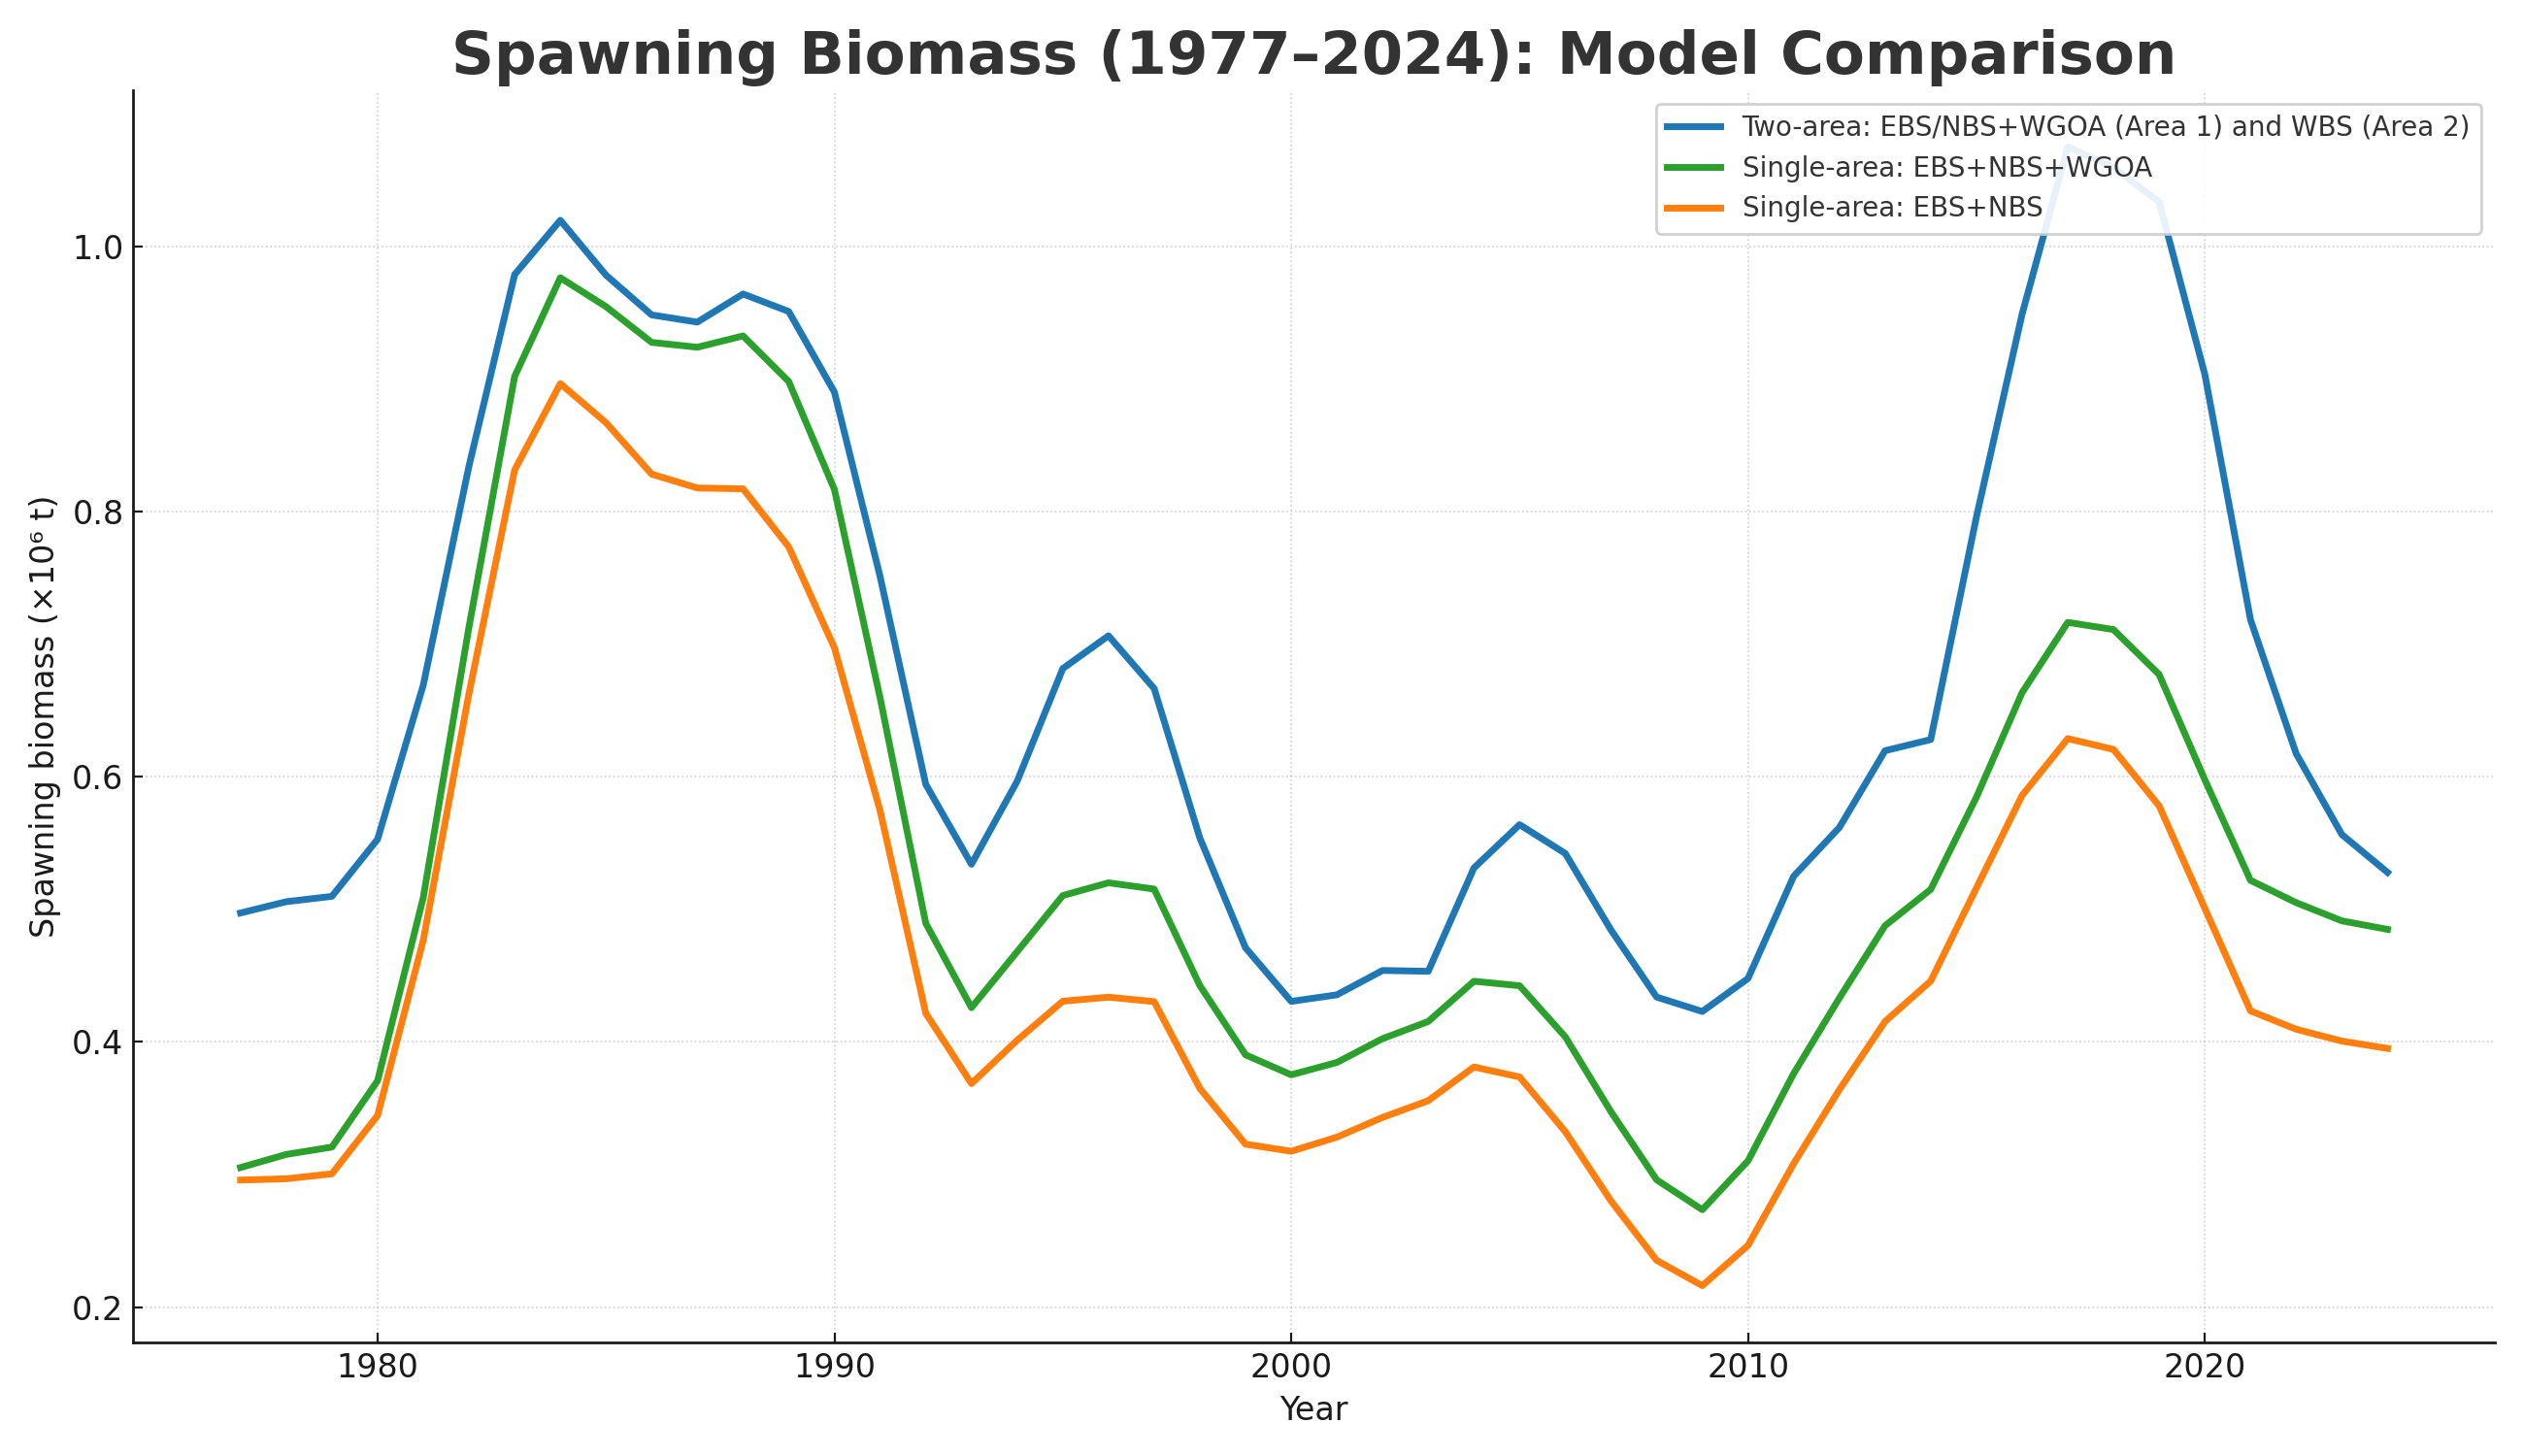 Spawning Biomass (1977–2024): Model Comparison
Two-area: EBS/NBS+WGOA (Area 1) and WBS (Area 2)
Single-area: EBS+NBS+WGOA
Single-area: EBS+NBS
Spawning biomass (×10⁶ t)
1.0
0.8
0.6
0.4
0.2
1980
1990
2000
2010
2020
Year